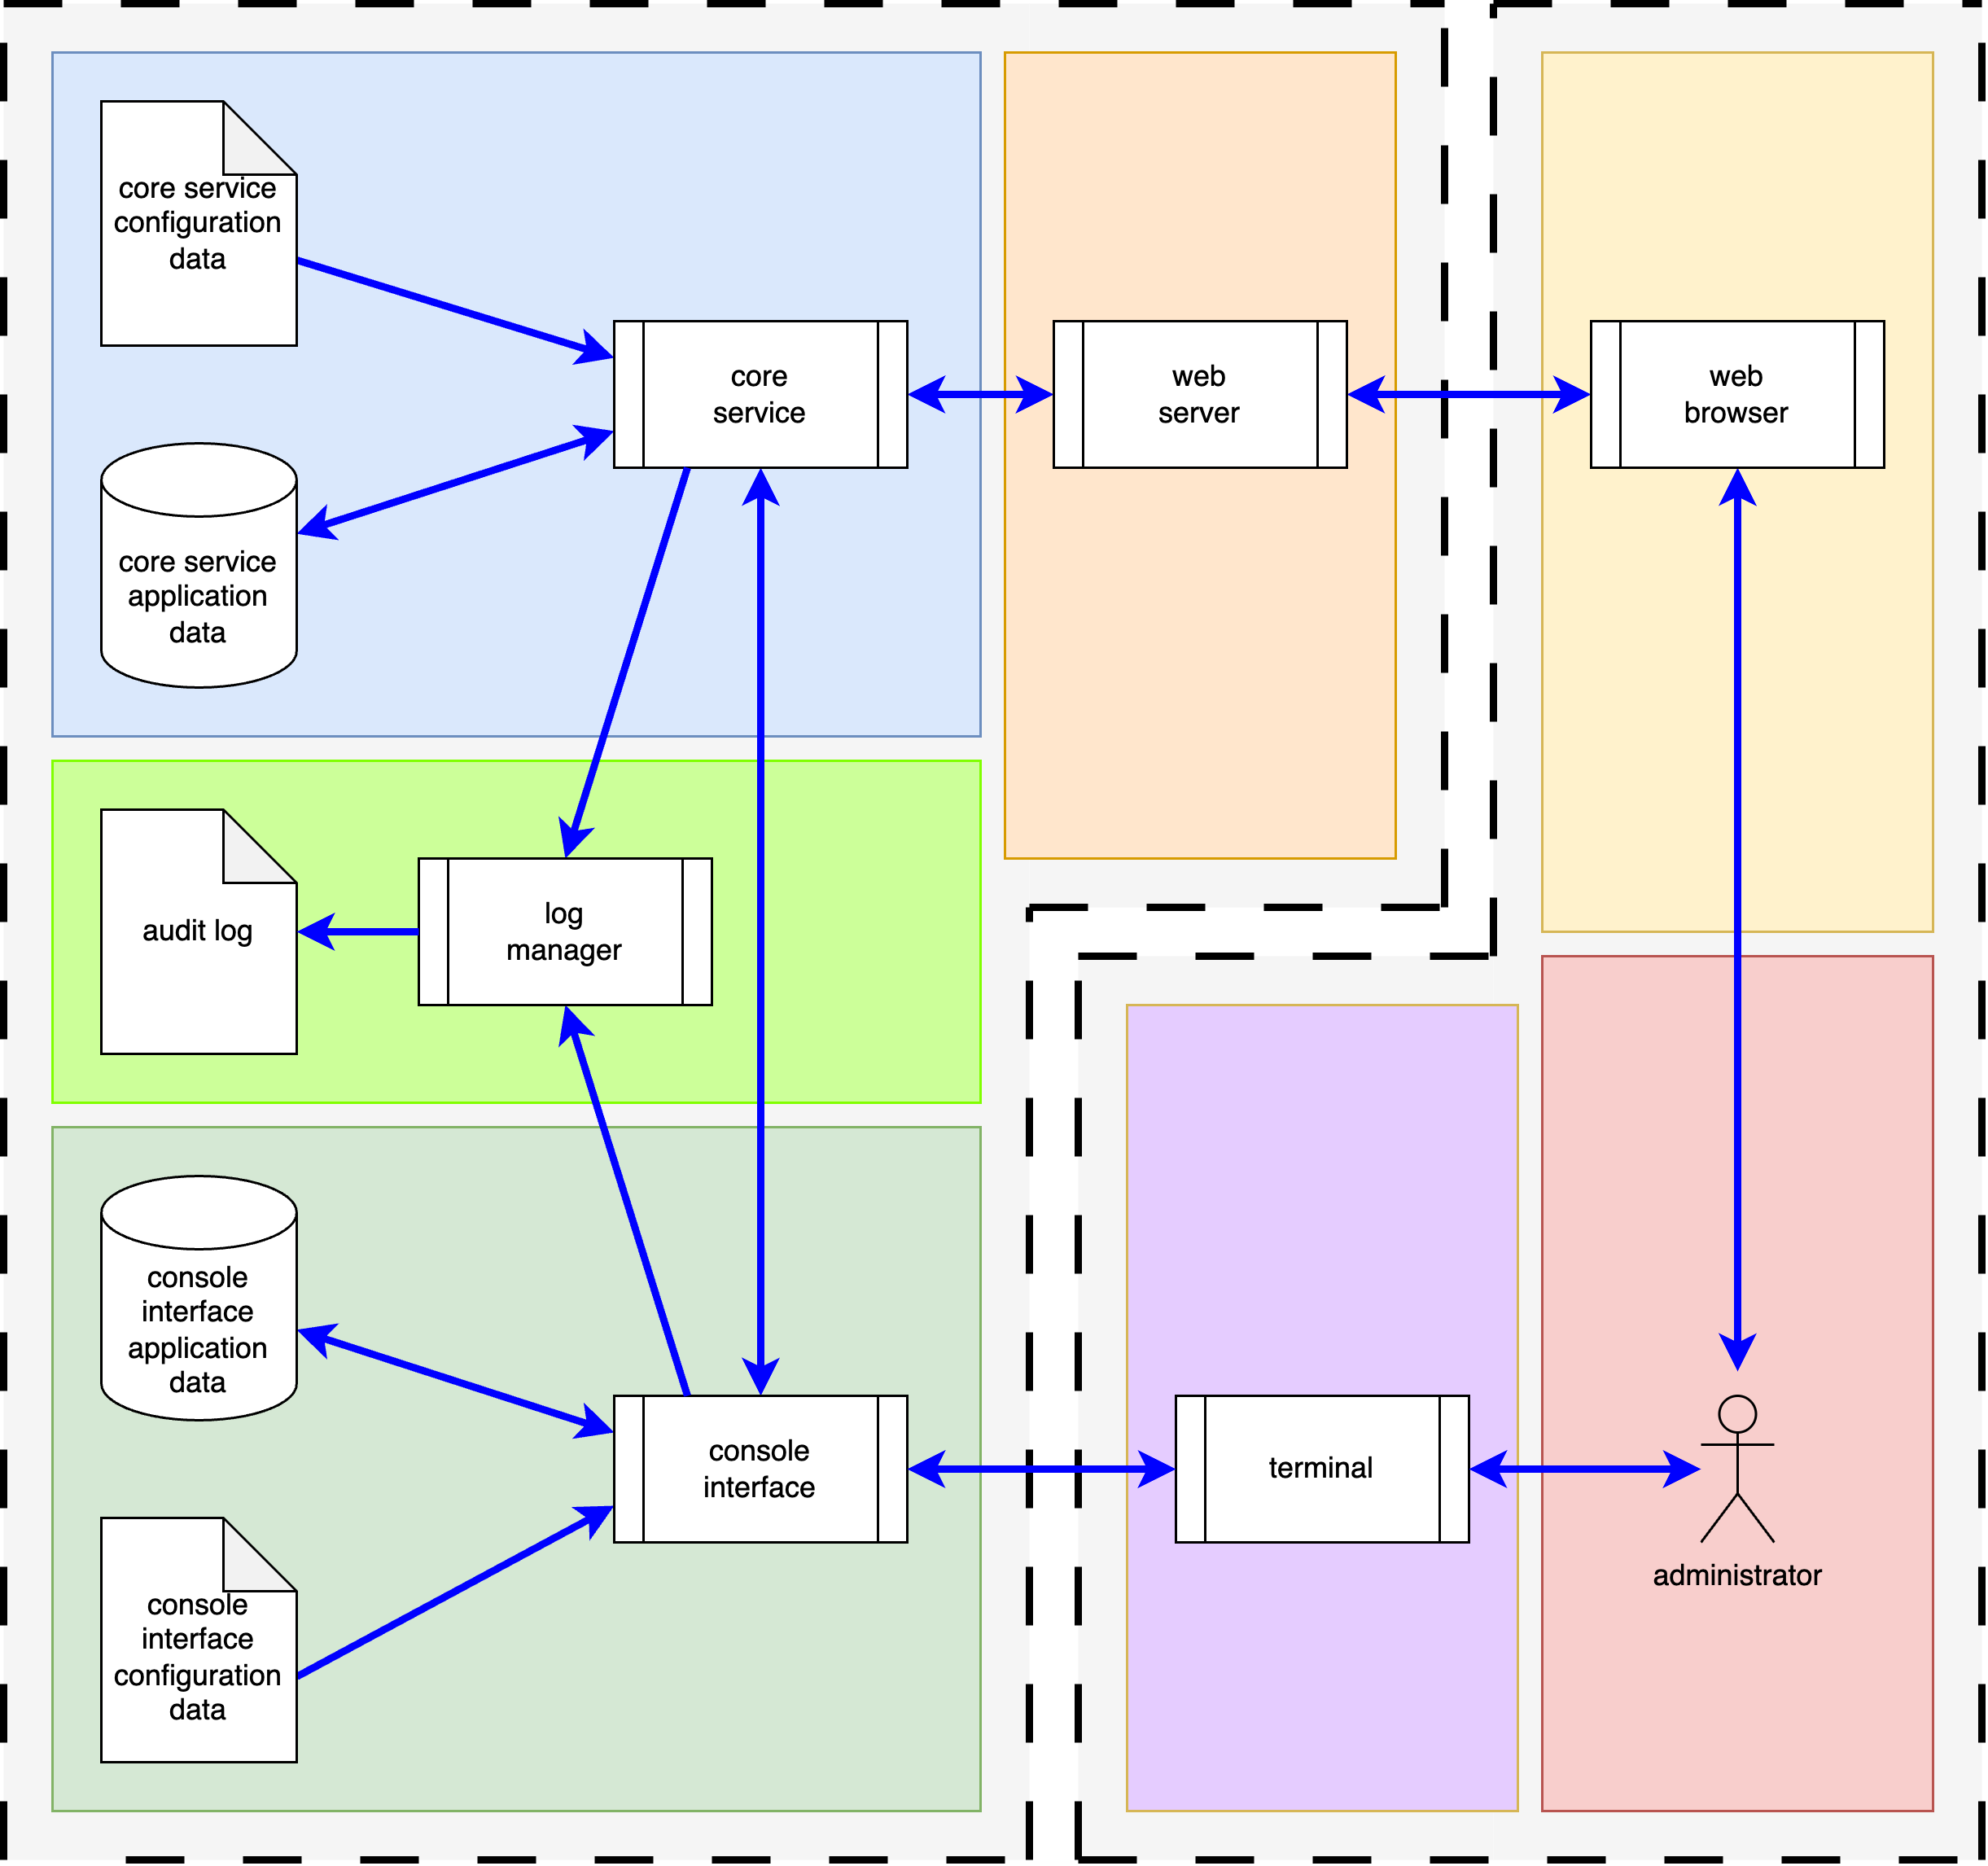 core service
configuration
data
core
service
web
server
web
browser
core service
application
data
audit log
log
manager
console
interface
application
data
console
interface
terminal
administrator
console
interface
configuration
data